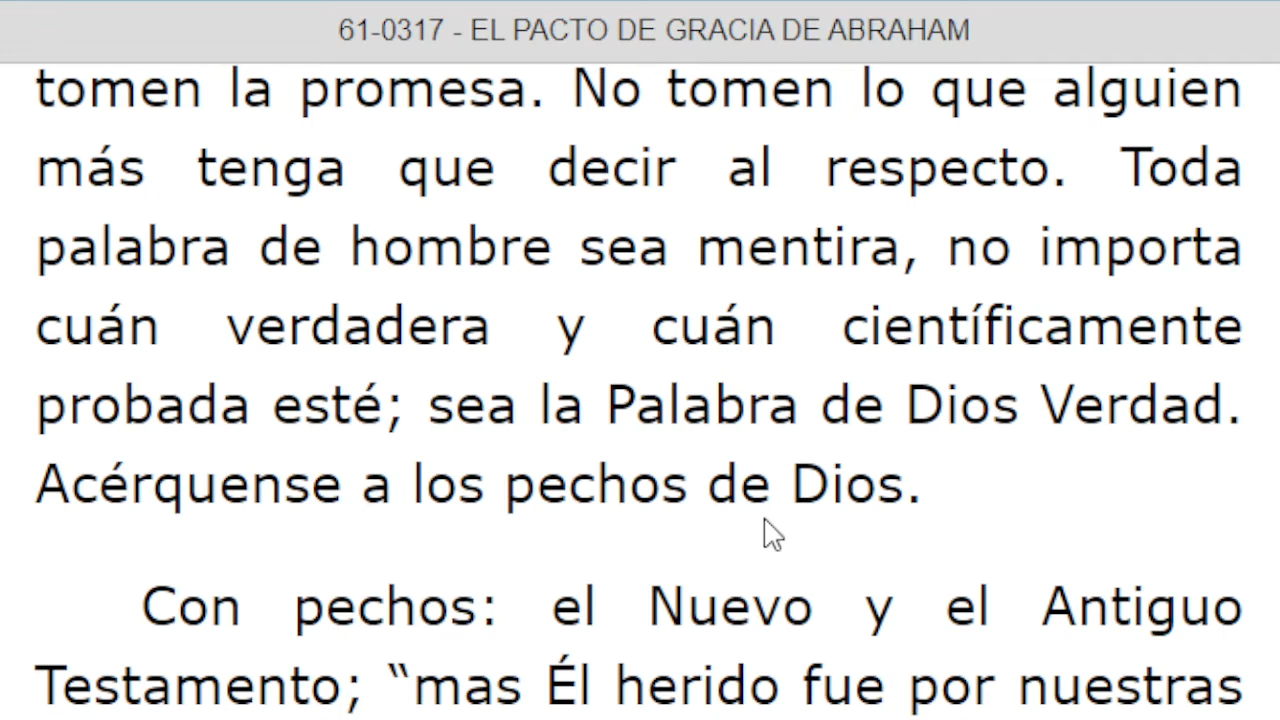 61-0317 - EL PACTO DE GRACIA DE ABRAHAM
tomen la promesa. No tomen lo que alguien
más tenga que decir al respecto. Toda
palabra de hombre sea mentira, no importa
cuán verdadera y cuán científicamente
probada esté; sea la Palabra de Dios Verdad.
Acérquense a los pechos de Dios.
Con pechos: el Nuevo y el Antiguo
Testamento; “mas Él herido fue por nuestras